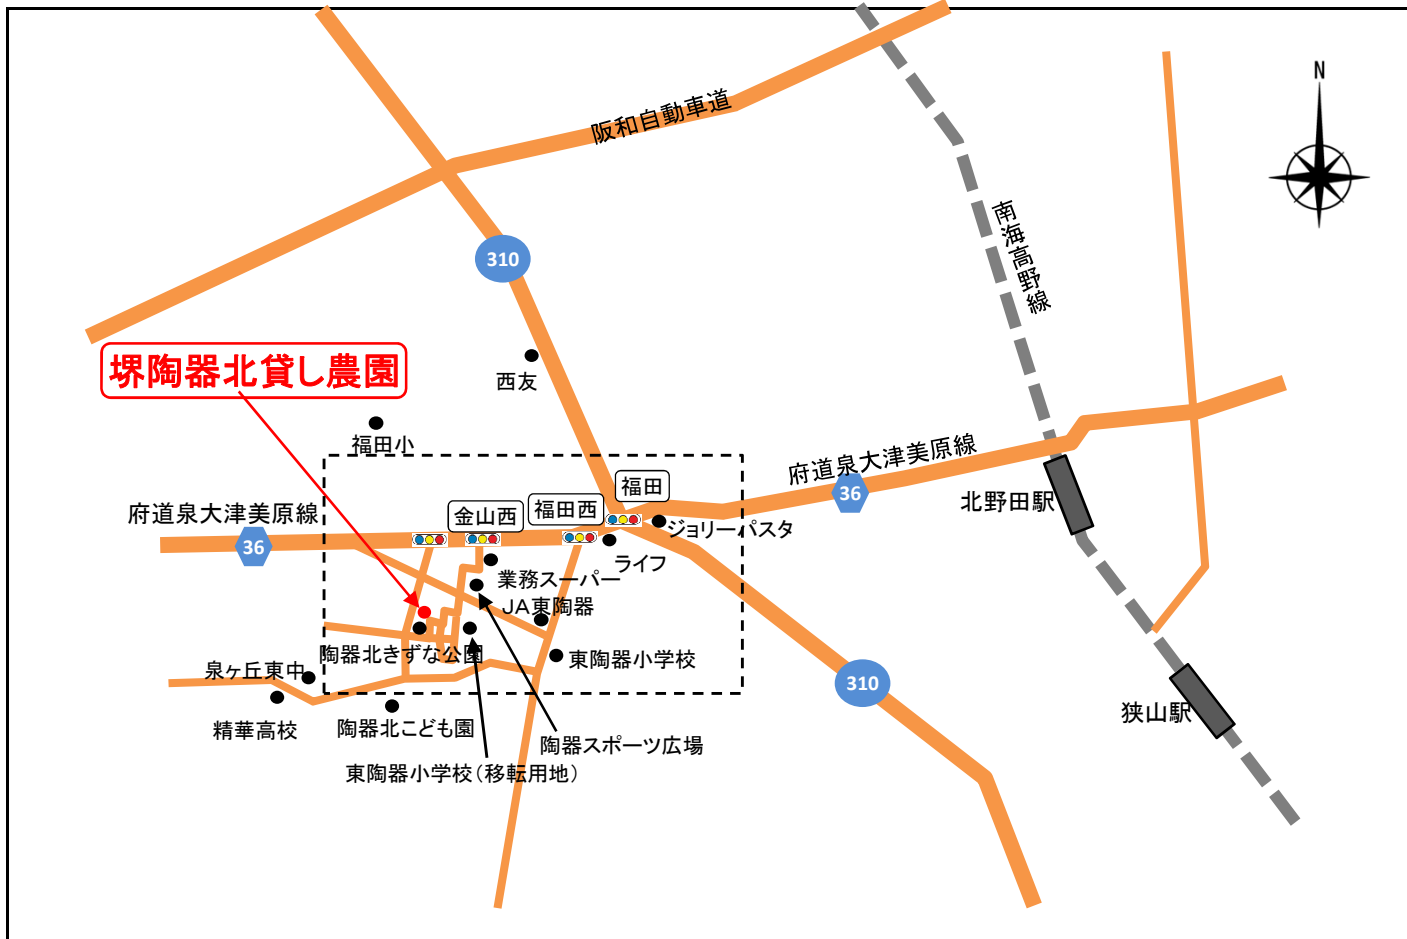 N
阪和自動車道
南海高野線
310
堺陶器北貸し農園
西友
福田小
府道泉大津美原線
36
福田
福田西
金山西
府道泉大津美原線
36
北野田駅
ジョリーパスタ
ライフ
業務スーパー
JA東陶器
陶器北きずな公園
東陶器小学校
泉ヶ丘東中
精華高校
陶器北こども園
310
狭山駅
陶器スポーツ広場
東陶器小学校(移転用地)